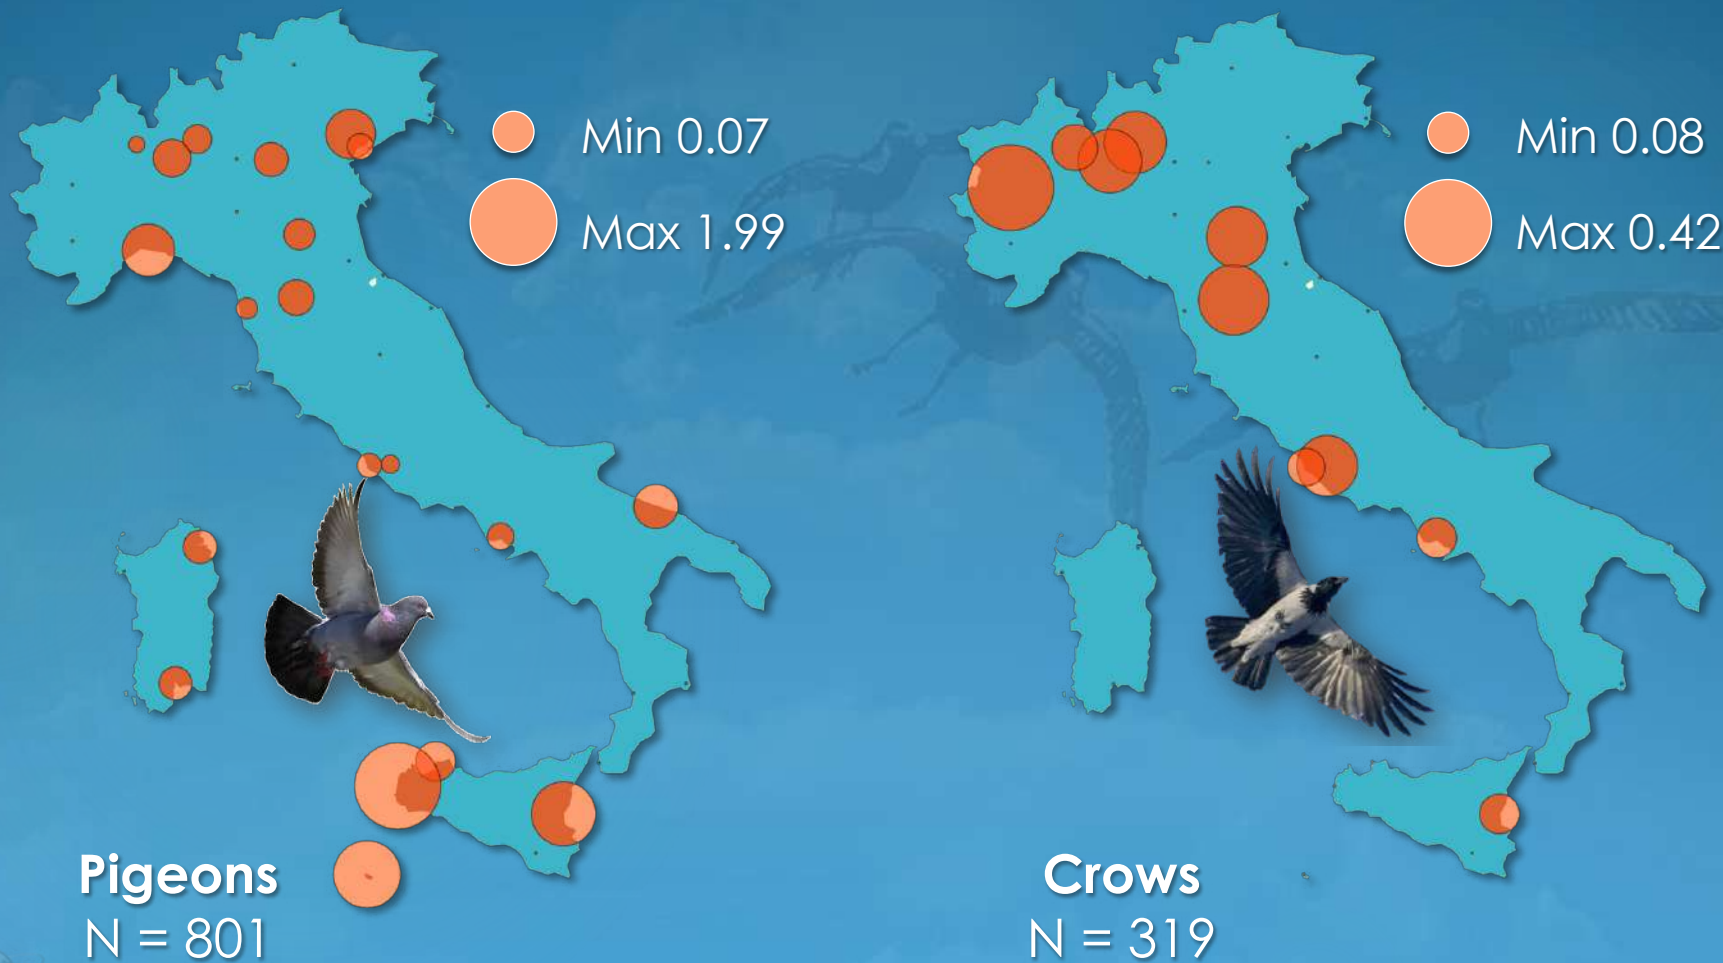 Min 0.07
Max 1.99
Pigeons
N = 801
Min 0.08
Max 0.42
Crows
N = 319